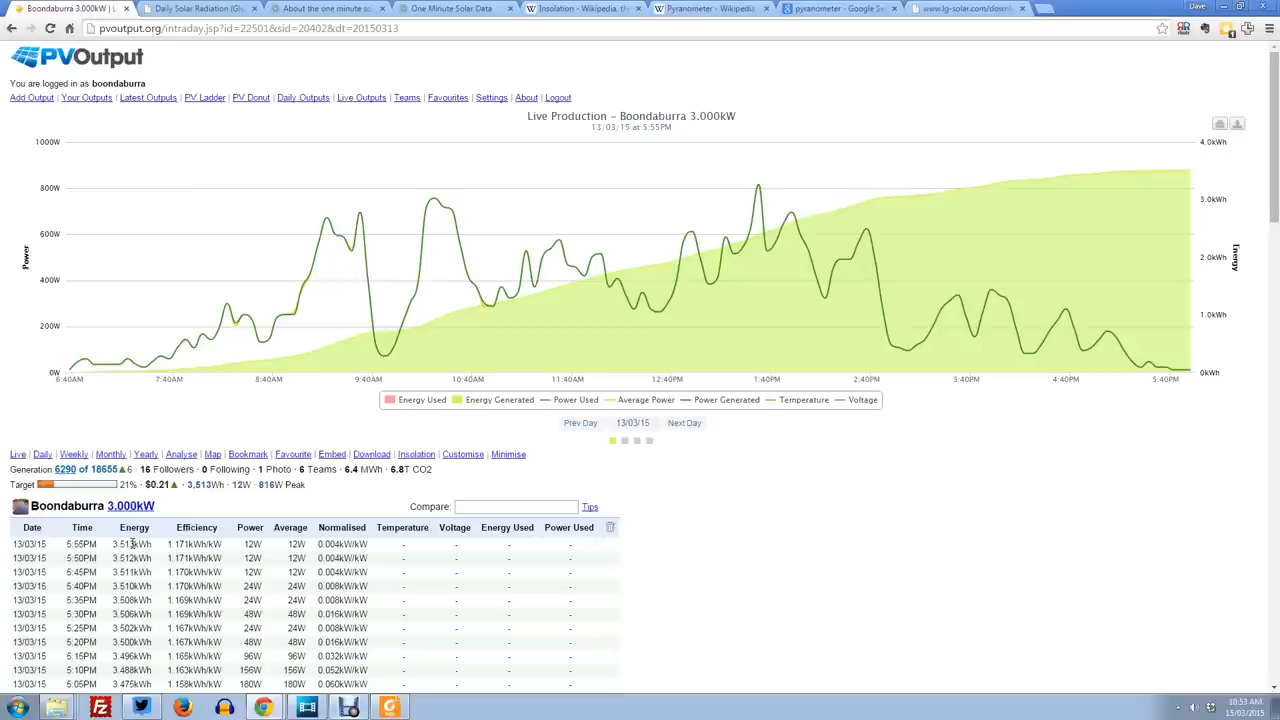 Boondaburra 3.000kW | L
Daily Solar Radiation (Glo
About the one minute so
One Minute Solar Data
Insolation - Wikipedia, the
Pyranometer - Wikipedia,
pyranometer - Google Se
www.lg-solar.com/downl
Dave
pvoutput.org/intraday.jsp?id=22501&sid=20402&dt=20150313
PVOutput
You are logged in as boondaburra
Add Output | Your Outputs | Latest Outputs | PV Ladder | PV Donut | Daily Outputs | Live Outputs | Teams | Favourites | Settings | About | Logout
Live Production - Boondaburra 3.000kW
13/03/15 at 5:55PM
1000W
800W
600W
400W
200W
0W
Power
4.0kWh
3.0kWh
2.0kWh
1.0kWh
0kWh
Energy
6:40AM 7:40AM 8:40AM 9:40AM 10:40AM 11:40AM 12:40PM 1:40PM 2:40PM 3:40PM 4:40PM 5:40PM
Energy Used Energy Generated Power Used Average Power Power Generated Temperature Voltage
Prev Day 13/03/15 Next Day
Live | Daily | Weekly | Monthly | Yearly | Analyse | Map | Bookmark | Favourite | Embed | Download | Insolation | Customise | Minimise
Generation 6290 of 18655 ▲6 · 16 Followers · 0 Following · 1 Photo · 6 Teams · 6.4 MWh · 6.8T CO2
Target 21% · $0.21▲ · 3,513Wh · 12W · 816W Peak
Boondaburra 3.000kW
Compare: Tips
Date Time Energy Efficiency Power Average Normalised Temperature Voltage Energy Used Power Used
13/03/15 5:55PM 3.513kWh 1.171kWh/kW 12W 12W 0.004kW/kW - - - -
13/03/15 5:50PM 3.512kWh 1.171kWh/kW 12W 12W 0.004kW/kW - - - -
13/03/15 5:45PM 3.511kWh 1.170kWh/kW 12W 12W 0.004kW/kW - - - -
13/03/15 5:40PM 3.510kWh 1.170kWh/kW 24W 24W 0.008kW/kW - - - -
13/03/15 5:35PM 3.508kWh 1.169kWh/kW 24W 24W 0.008kW/kW - - - -
13/03/15 5:30PM 3.506kWh 1.169kWh/kW 48W 48W 0.016kW/kW - - - -
13/03/15 5:25PM 3.502kWh 1.167kWh/kW 24W 24W 0.008kW/kW - - - -
13/03/15 5:20PM 3.500kWh 1.167kWh/kW 48W 48W 0.016kW/kW - - - -
13/03/15 5:15PM 3.496kWh 1.165kWh/kW 96W 96W 0.032kW/kW - - - -
13/03/15 5:10PM 3.488kWh 1.163kWh/kW 156W 156W 0.052kW/kW - - - -
13/03/15 5:05PM 3.475kWh 1.158kWh/kW 180W 180W 0.060kW/kW - - - -
10:53 AM
15/03/2015